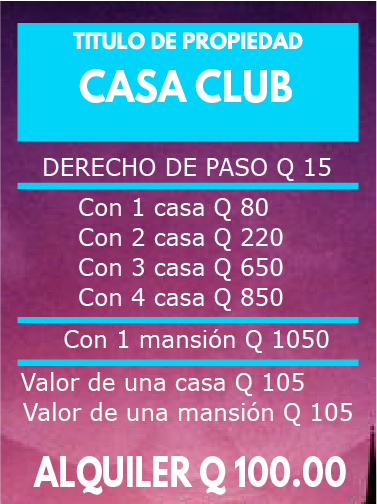 TITULO DE PROPIEDAD
CASA CLUB
DERECHO DE PASO Q 15
Con 1 casa Q 80
Con 2 casa Q 220
Con 3 casa Q 650
Con 4 casa Q 850
Con 1 mansión Q 1050
Valor de una casa Q 105
Valor de una mansión Q 105
ALQUILER Q 100.00